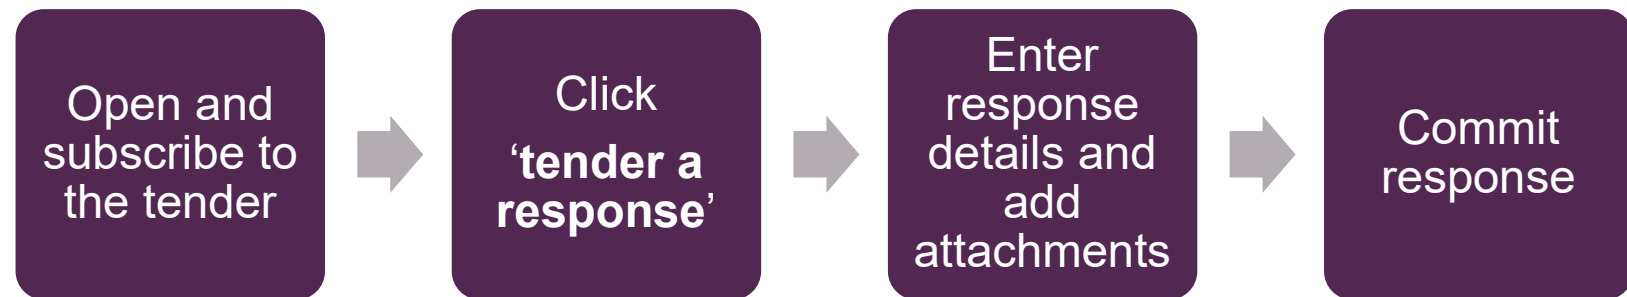 Open and
subscribe to
the tender
Click
‘tender a
response’
Enter
response
details and
add
attachments
Commit
response